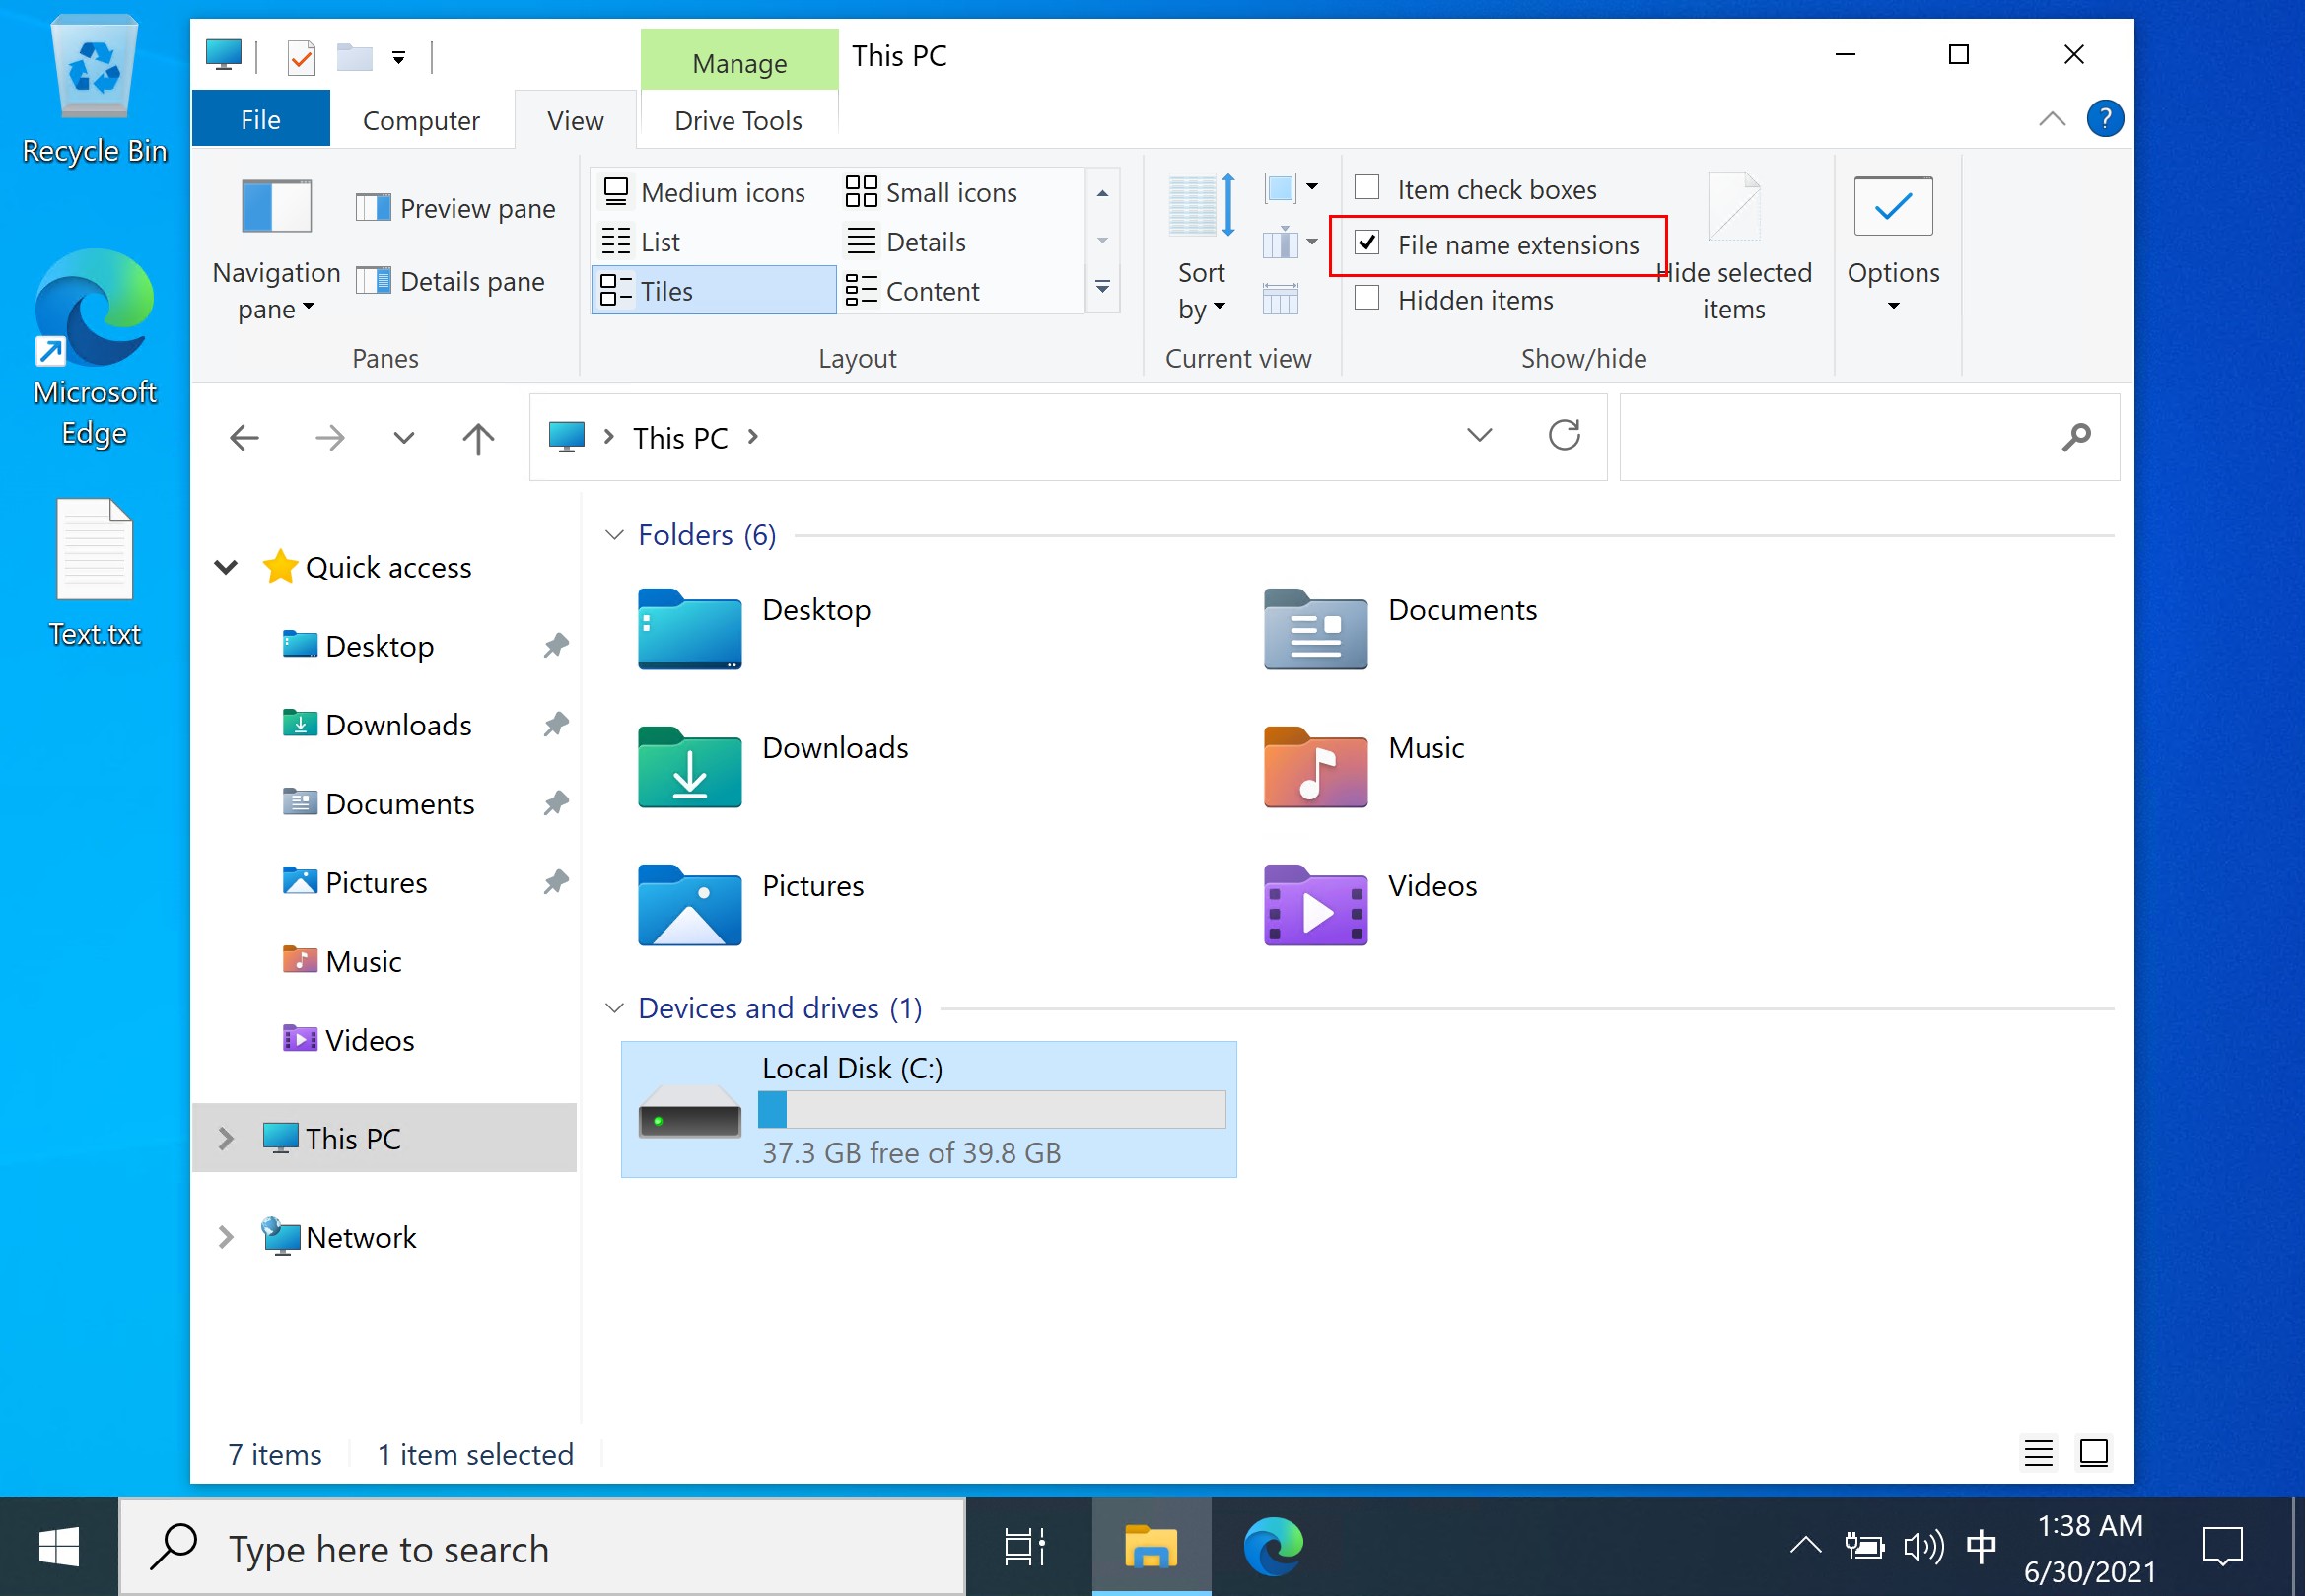 Recycle Bin
Microsoft
Edge
Text.txt
Manage
This PC
File
Computer
View
Drive Tools
?
Navigation
pane
Preview pane
Details pane
Panes
Medium icons
Small icons
List
Details
Tiles
Content
Layout
Sort
by
Current view
Item check boxes
File name extensions
Hidden items
Hide selected
items
Show/hide
Options
This PC
Quick access
Desktop
Downloads
Documents
Pictures
Music
Videos
This PC
Network
Folders (6)
Desktop
Documents
Downloads
Music
Pictures
Videos
Devices and drives (1)
Local Disk (C:)
37.3 GB free of 39.8 GB
7 items
1 item selected
Type here to search
中
1:38 AM
6/30/2021